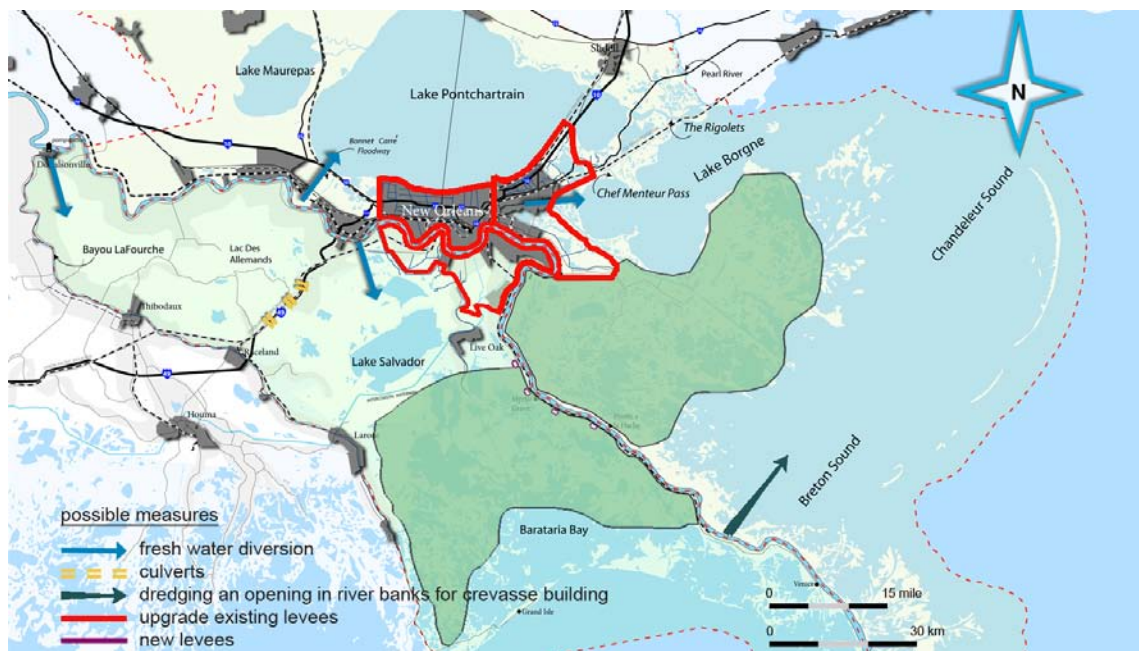 Slidell
Lake Maurepas
Pearl River
Lake Pontchartrain
The Rigolets
Bonnet Carré
Floodway
Donaldsonville
Lake Borgne
Chef Menteur Pass
New Orleans
Chandeleur Sound
Bayou LaFourche
Lac Des
Allemands
Thibodaux
Raceland
Live Oak
Lake Salvador
Houma
Larose
Breton Sound
Barataria Bay
Venice
Grand Isle
N
possible measures
fresh water diversion
culverts
dredging an opening in river banks for crevasse building
upgrade existing levees
new levees
0 15 mile
0 30 km